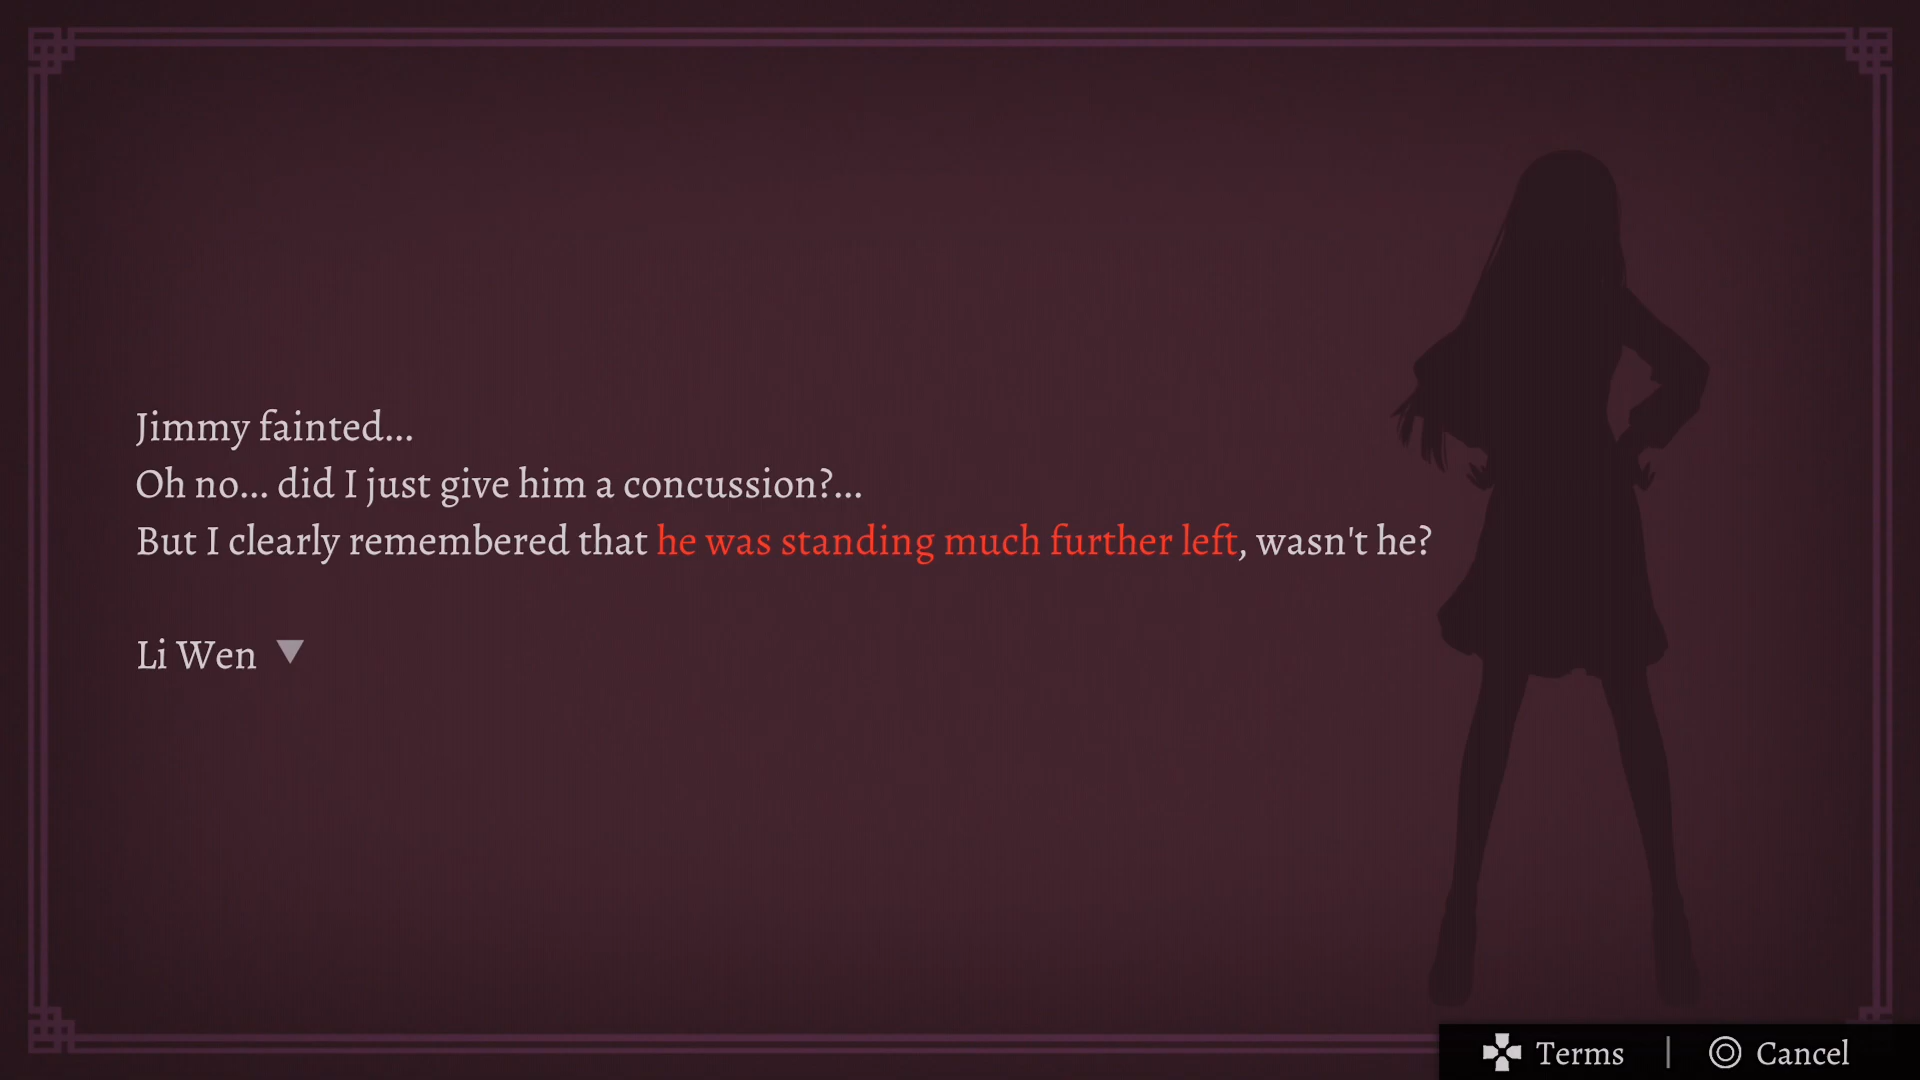 Jimmy fainted...
Oh no... did I just give him a concussion?...
But I clearly remembered that he was standing much further left, wasn't he?
Li Wen
Terms | Cancel